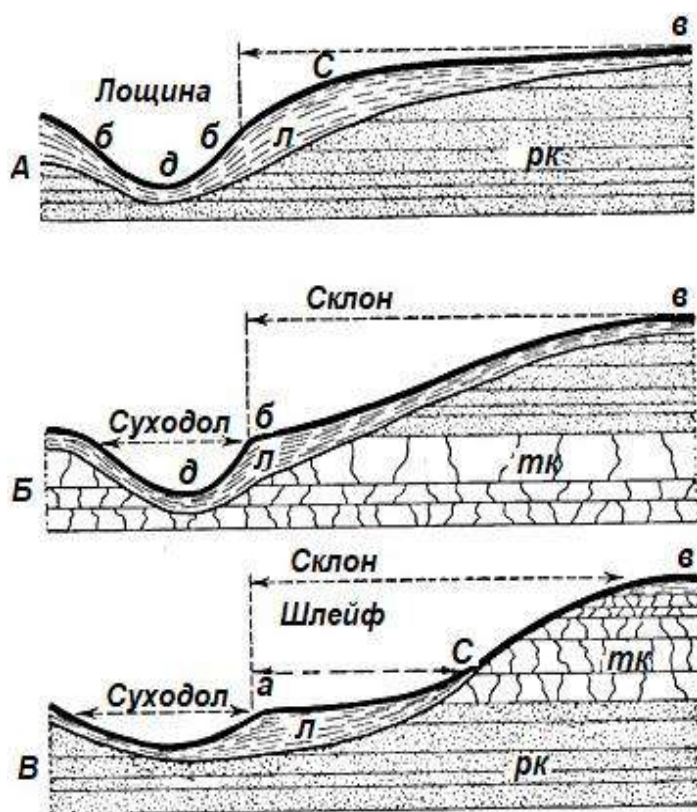 в
С
Лощина
б б
д л
А рк
Склон в
Суходол б
д л тк
Б
Склон в
Шлейф
С
а тк
Суходол
л
В рк